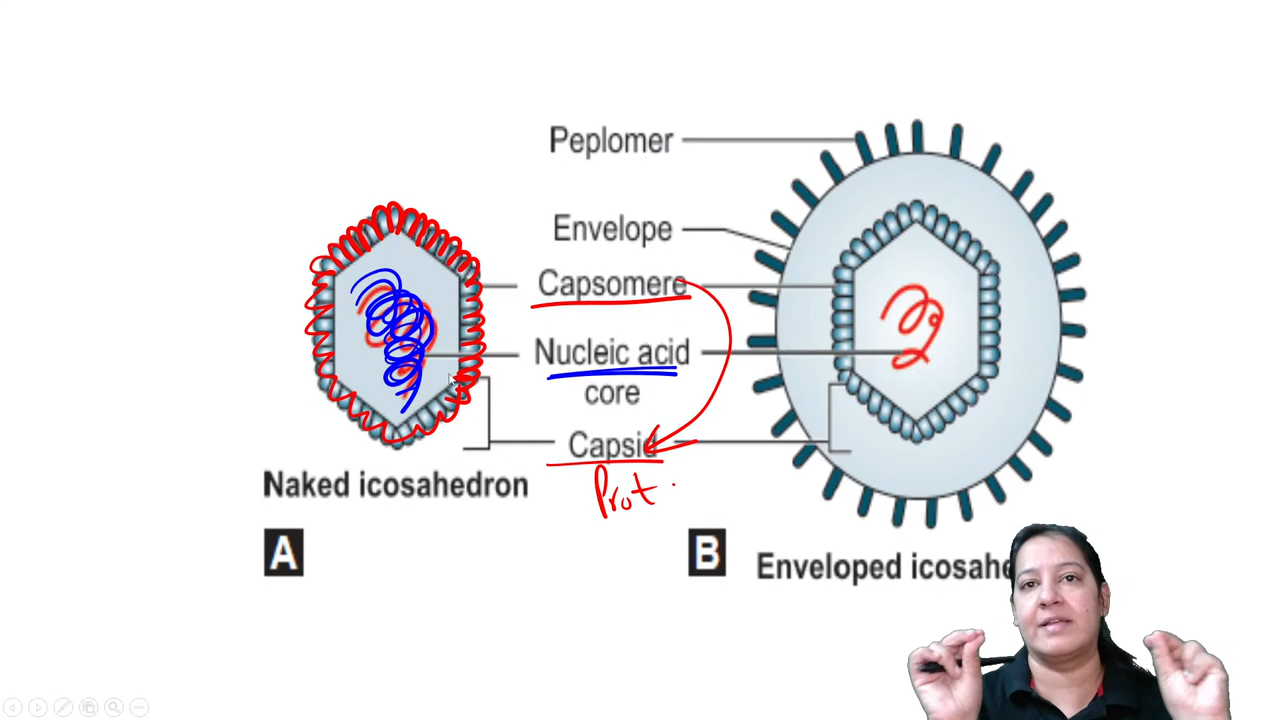 Peplomer
Envelope
Capsomere
Nucleic acid
core
Capsid
Prot.
Naked icosahedron
A
B
Enveloped icosahe